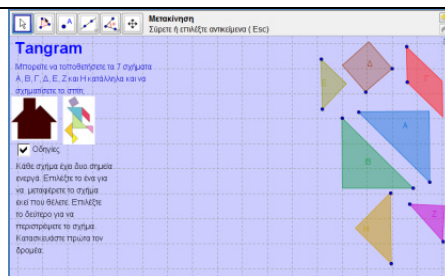 Μετακίνηση
Σύρετε ή επιλέξτε αντικείμενα ( Esc)
Tangram
Μπορείτε να τοποθετήσετε τα 7 σχήματα
Α, Β, Γ, Δ, Ε, Ζ και Η κατάλληλα και να
σχηματίσετε το σπίτι.
Οδηγίες
Κάθε σχήμα έχει δυο σημεία
ενεργά. Επιλέξτε το ένα για
να μεταφέρετε το σχήμα
εκεί που θέλετε. Επιλέξτε
το δεύτερο για να
περιστρέψετε το σχήμα.
Κατασκευάστε πρώτα τον
δρομέα.
Δ
Γ
Ε
Α
Β
Η
Ζ